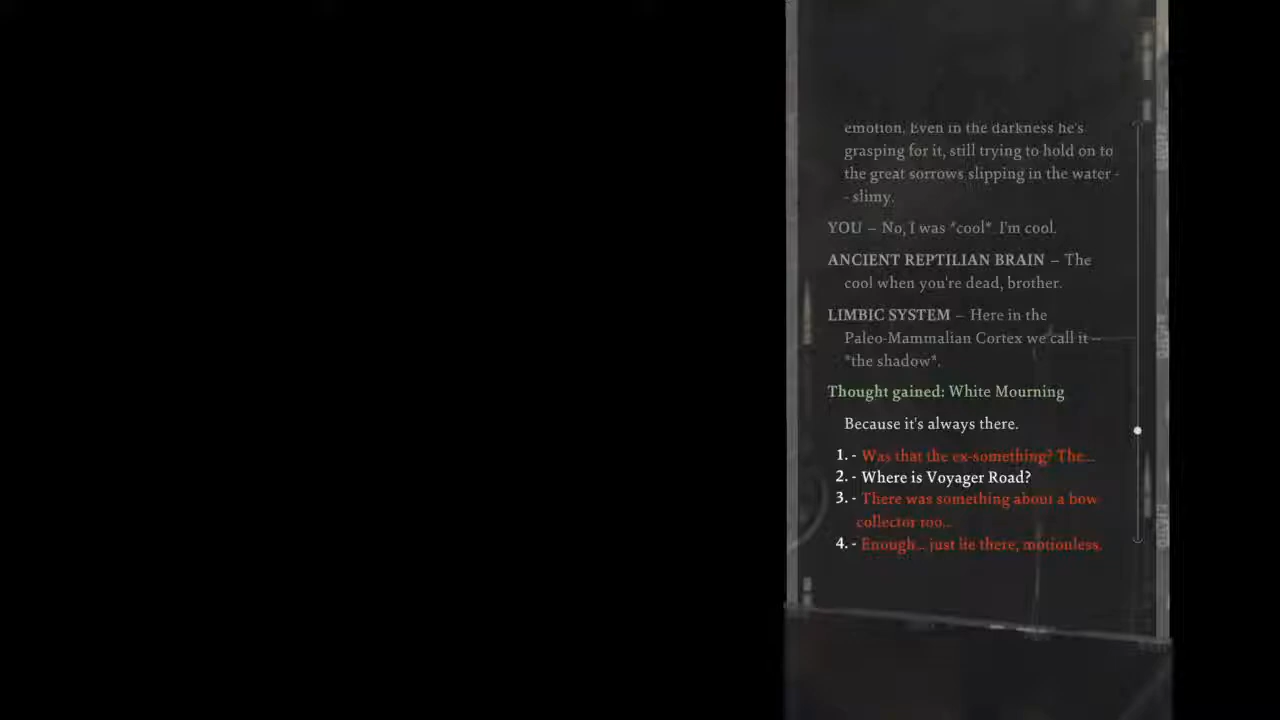 emotion. Even in the darkness he's
grasping for it, still trying to hold on to
the great sorrows slipping in the water -
- slimy.
YOU – No, I was *cool*. I'm cool.
ANCIENT REPTILIAN BRAIN – The
cool when you're dead, brother.
LIMBIC SYSTEM – Here in the
Paleo-Mammalian Cortex we call it –
*the shadow*.
Thought gained: White Mourning
Because it's always there.
1. - Was that the ex-something? The...
2. - Where is Voyager Road?
3. - There was something about a bow
collector too...
4. - Enough... just lie there, motionless.